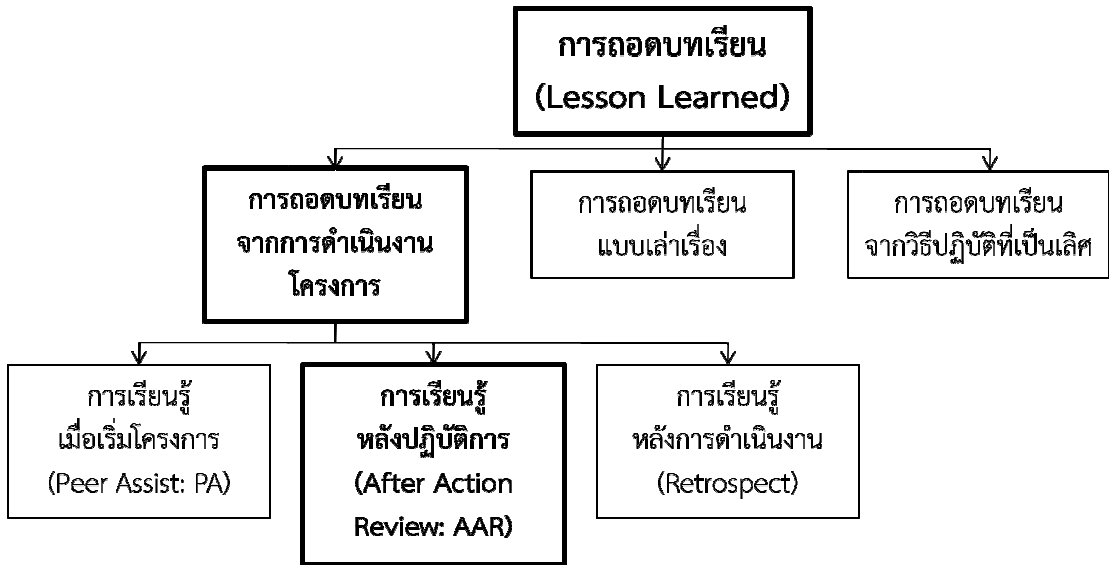 การถอดบทเรียน
(Lesson Learned)
การถอดบทเรียน
จากการดำเนินงาน
โครงการ
การถอดบทเรียน
แบบเล่าเรื่อง
การถอดบทเรียน
จากวิธีปฏิบัติที่เป็นเลิศ
การเรียนรู้
เมื่อเริ่มโครงการ
(Peer Assist: PA)
การเรียนรู้
หลังปฏิบัติการ
(After Action
Review: AAR)
การเรียนรู้
หลังการดำเนินงาน
(Retrospect)